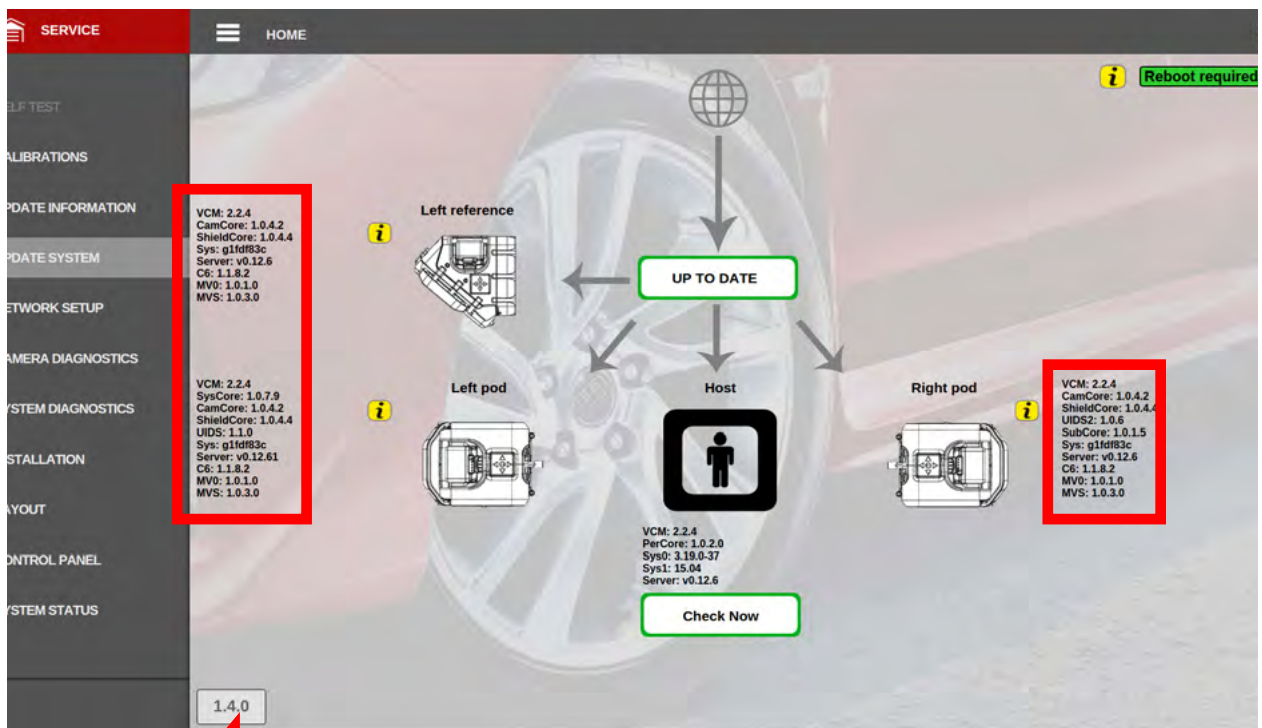 SERVICE
HOME
Reboot required
ELF TEST
ALIBRATIONS
PDATE INFORMATION
PDATE SYSTEM
ETWORK SETUP
AMERA DIAGNOSTICS
YSTEM DIAGNOSTICS
STALLATION
AYOUT
ONTROL PANEL
YSTEM STATUS
VCM: 2.2.4
CamCore: 1.0.4.2
ShieldCore: 1.0.4.4
Sys: g1fdf83c
Server: v0.12.6
C6: 1.1.8.2
MV0: 1.0.1.0
MVS: 1.0.3.0
i
Left reference
UP TO DATE
VCM: 2.2.4
SysCore: 1.0.7.9
CamCore: 1.0.4.2
ShieldCore: 1.0.4.4
UIDS: 1.1.0
Sys: g1fdf83c
Server: v0.12.61
C6: 1.1.8.2
MV0: 1.0.1.0
MVS: 1.0.3.0
i
Left pod
Host
VCM: 2.2.4
PerCore: 1.0.2.0
Sys0: 3.19.0-37
Sys1: 15.04
Server: v0.12.6
Check Now
Right pod
i
VCM: 2.2.4
CamCore: 1.0.4.2
ShieldCore: 1.0.4.4
UIDS2: 1.0.6
SubCore: 1.0.1.5
Sys: g1fdf83c
Server: v0.12.6
C6: 1.1.8.2
MV0: 1.0.1.0
MVS: 1.0.3.0
i
1.4.0